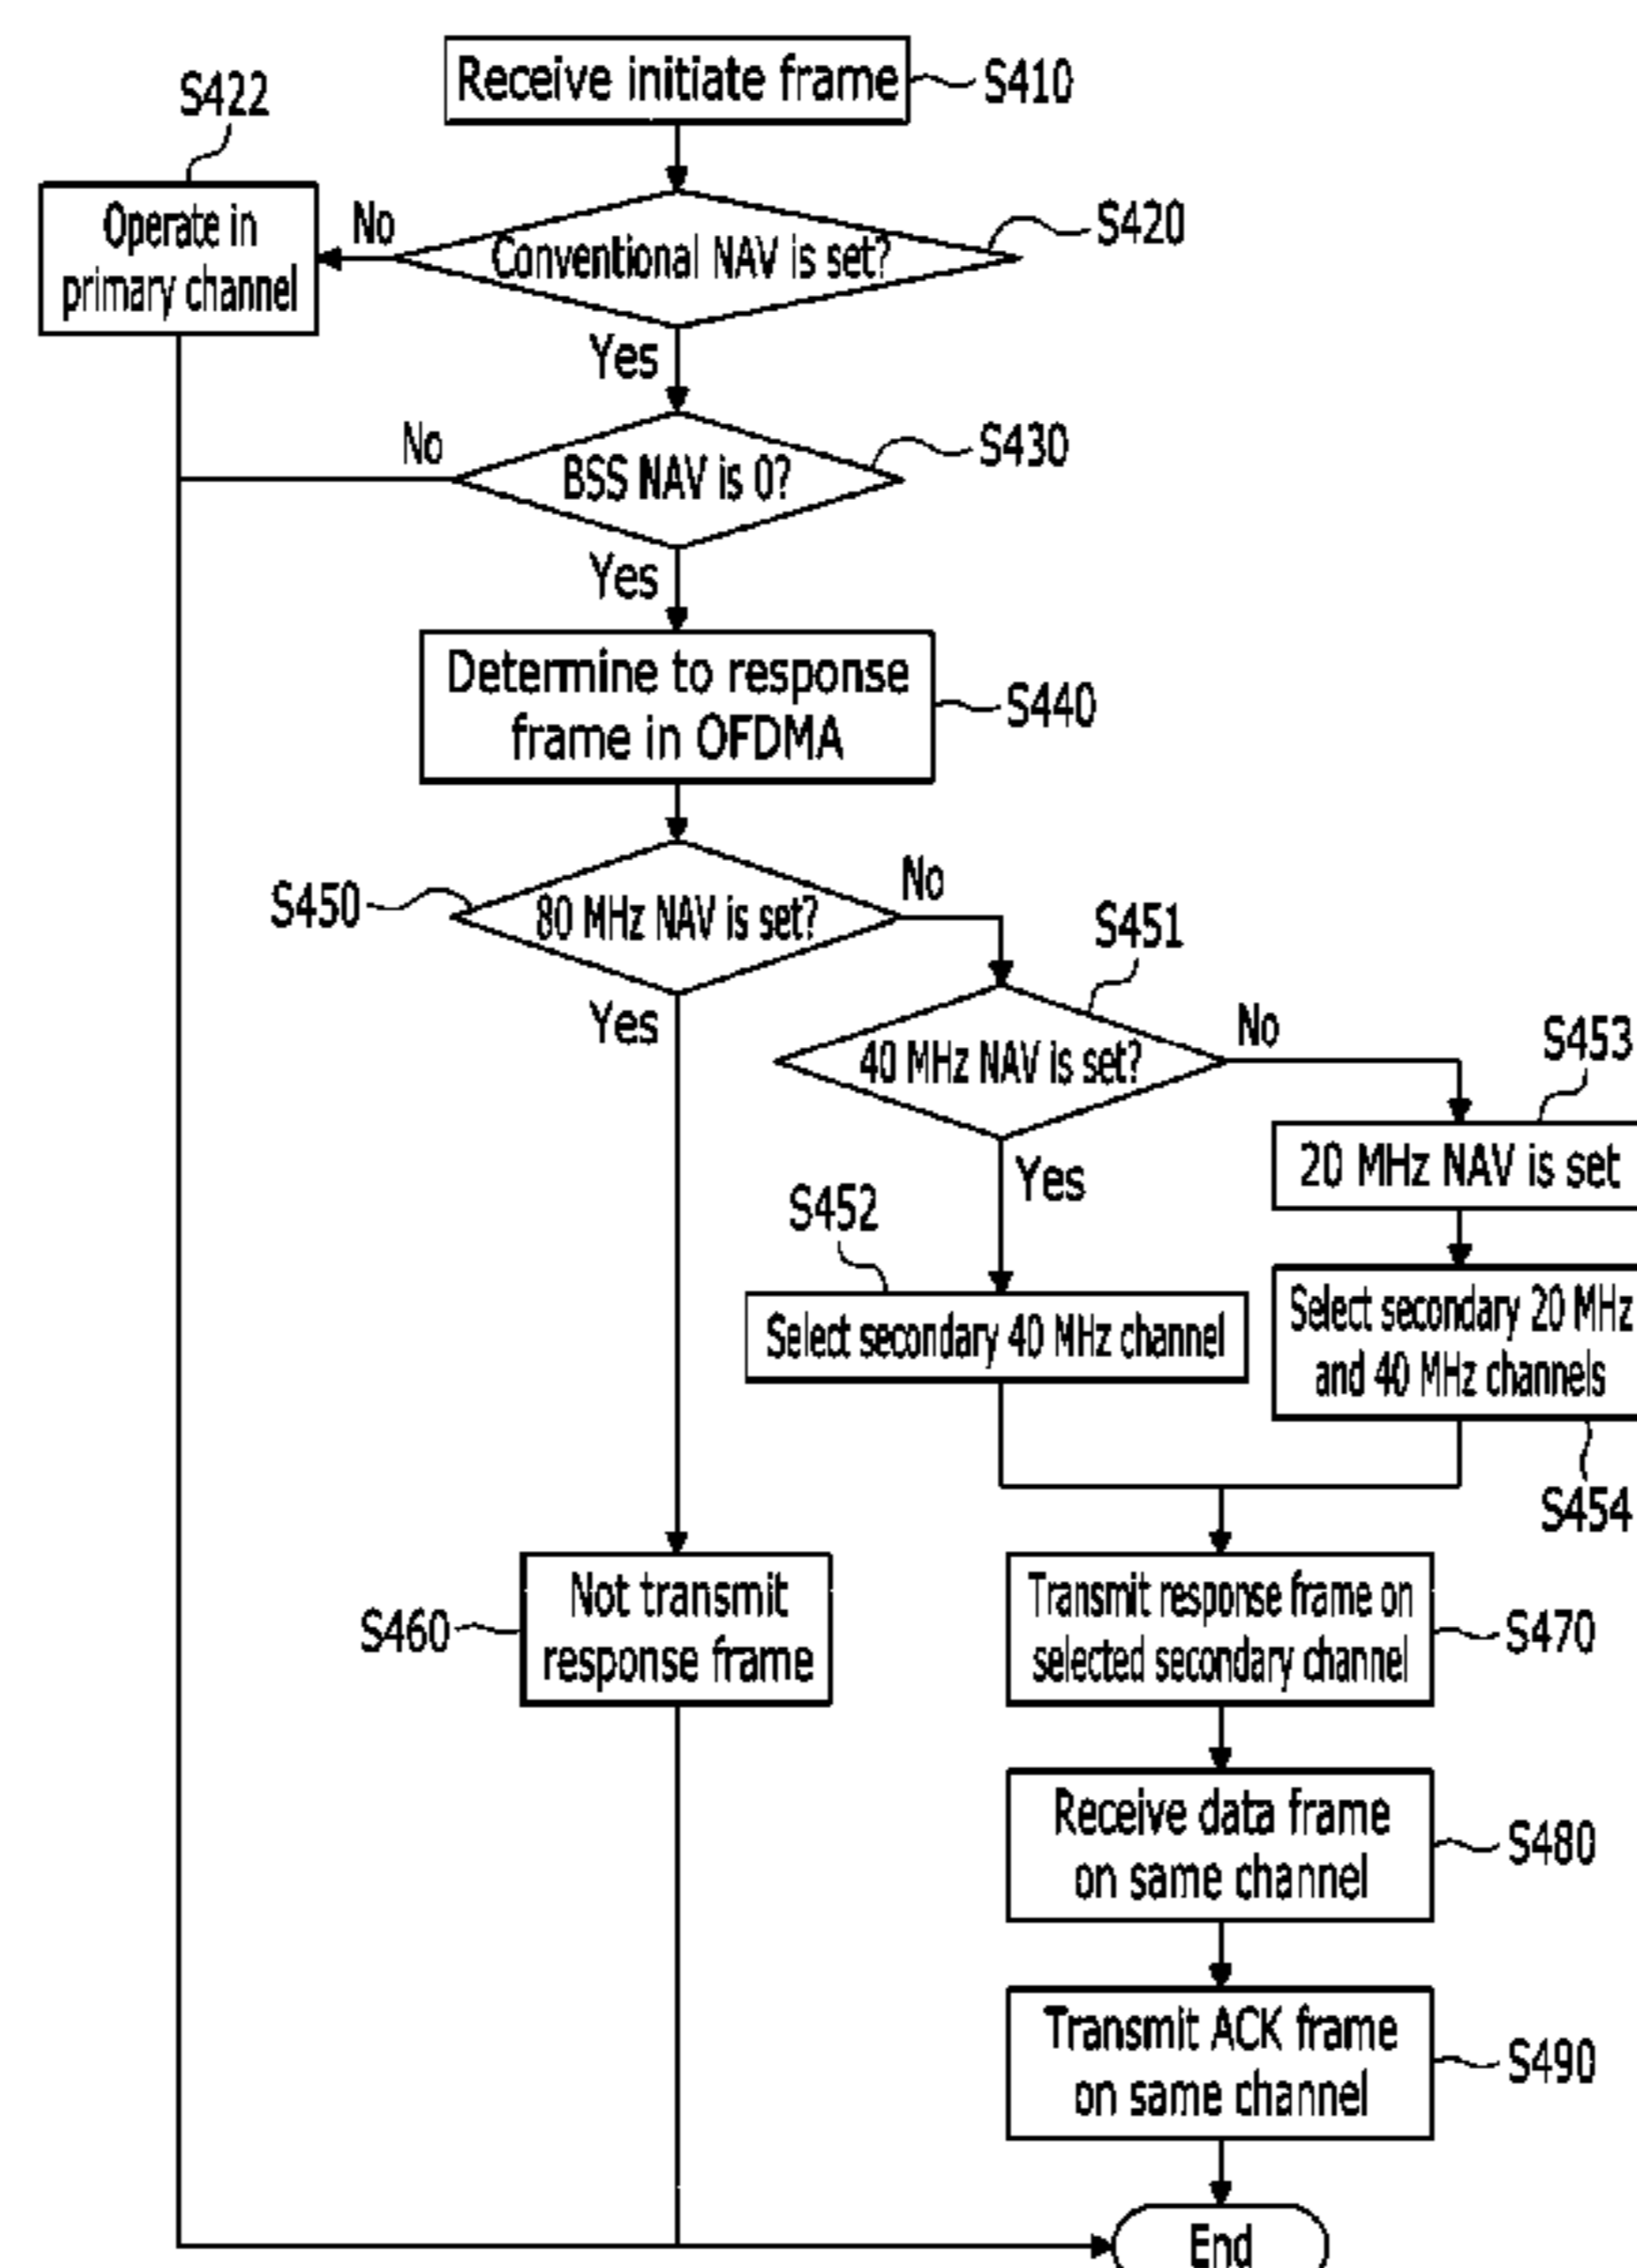 Receive initiate frame
S410
S422
Operate in
primary channel
No
Conventional NAV is set?
S420
Yes
No
BSS NAV is 0?
S430
Yes
Determine to response
frame in OFDMA
S440
S450
80 MHz NAV is set?
No
Yes
S451
40 MHz NAV is set?
No
Yes
S453
20 MHz NAV is set
S452
Select secondary 40 MHz channel
Select secondary 20 MHz
and 40 MHz channels
S454
S460
Not transmit
response frame
Transmit response frame on
selected secondary channel
S470
Receive data frame
on same channel
S480
Transmit ACK frame
on same channel
S490
End